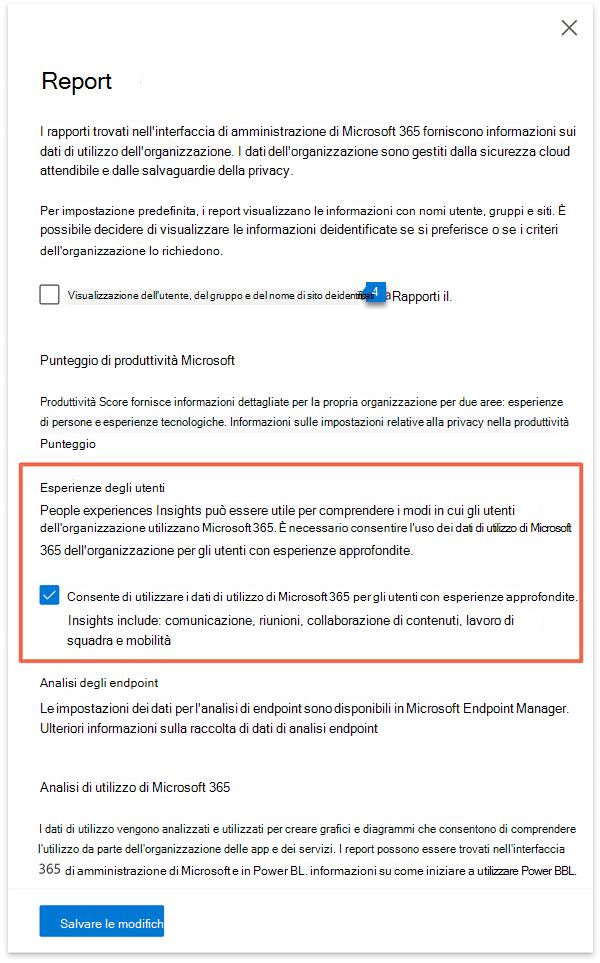 Report
I rapporti trovati nell'interfaccia di amministrazione di Microsoft 365 forniscono informazioni sui
dati di utilizzo dell'organizzazione. I dati dell'organizzazione sono gestiti dalla sicurezza cloud
attendibile e dalle salvaguardie della privacy.
Per impostazione predefinita, i report visualizzano le informazioni con nomi utente, gruppi e siti. È
possibile decidere di visualizzare le informazioni deidentificate se si preferisce o se i criteri
dell'organizzazione lo richiedono.
Visualizzazione dell'utente, del gruppo e del nome di sito 4 Rapporti il.
Punteggio di produttività Microsoft
Produttività Score fornisce informazioni dettagliate per la propria organizzazione per due aree: esperienze
di persone e esperienze tecnologiche. Informazioni sulle impostazioni relative alla privacy nella produttività
Punteggio
Esperienze degli utenti
People experiences Insights può essere utile per comprendere i modi in cui gli utenti
dell'organizzazione utilizzano Microsoft 365. È necessario consentire l'uso dei dati di utilizzo di Microsoft
365 dell'organizzazione per gli utenti con esperienze approfondite.
Consente di utilizzare i dati di utilizzo di Microsoft 365 per gli utenti con esperienze approfondite.
Insights include: comunicazione, riunioni, collaborazione di contenuti, lavoro di
squadra e mobilità
Analisi degli endpoint
Le impostazioni dei dati per l'analisi di endpoint sono disponibili in Microsoft Endpoint Manager.
Ulteriori informazioni sulla raccolta di dati di analisi endpoint
Analisi di utilizzo di Microsoft 365
I dati di utilizzo vengono analizzati e utilizzati per creare grafici e diagrammi che consentono di comprendere
l'utilizzo da parte dell'organizzazione delle app e dei servizi. I report possono essere trovati nell'interfaccia
365 di amministrazione di Microsoft e in Power BL. informazioni su come iniziare a utilizzare Power BBL.
Salvare le modifich